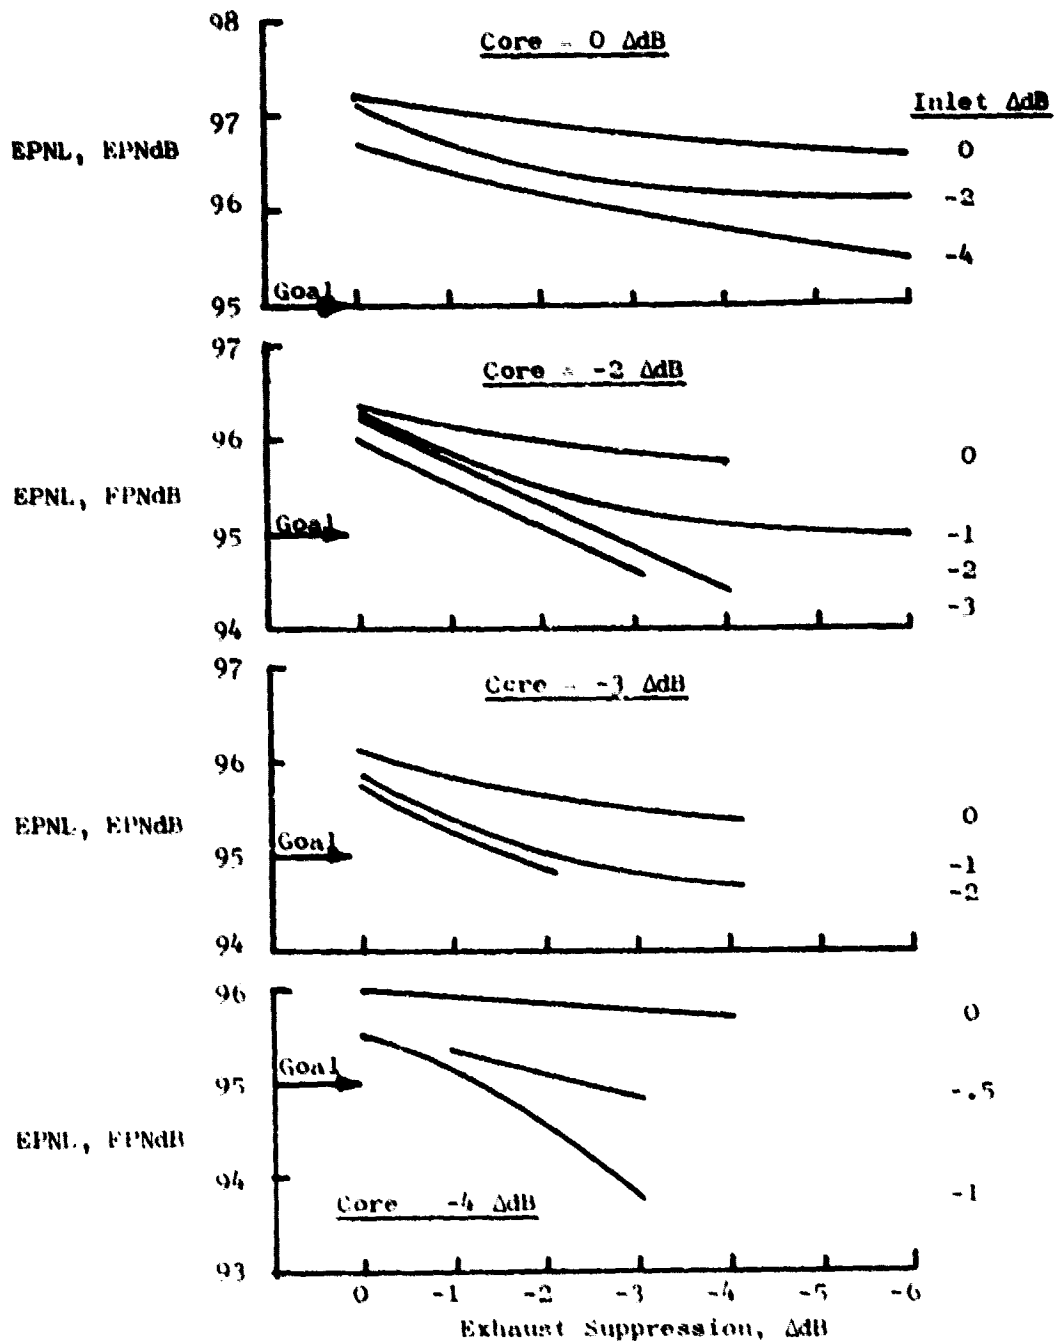 98
Core = 0 ΔdB
Inlet ΔdB
97
EPNL, EPNdB
0
-2
96
-4
Goal
95
97
Core = -2 ΔdB
96
0
EPNL, EPNdB
Goal
95
-1
-2
-3
94
97
Core = -3 ΔdB
96
0
EPNL, EPNdB
Goal
95
-1
-2
94
96
0
Goal
95
-.5
EPNL, EPNdB
94
-1
Core -4 ΔdB
93
0 -1 -2 -3 -4 -5 -6
Exhaust Suppression, ΔdB